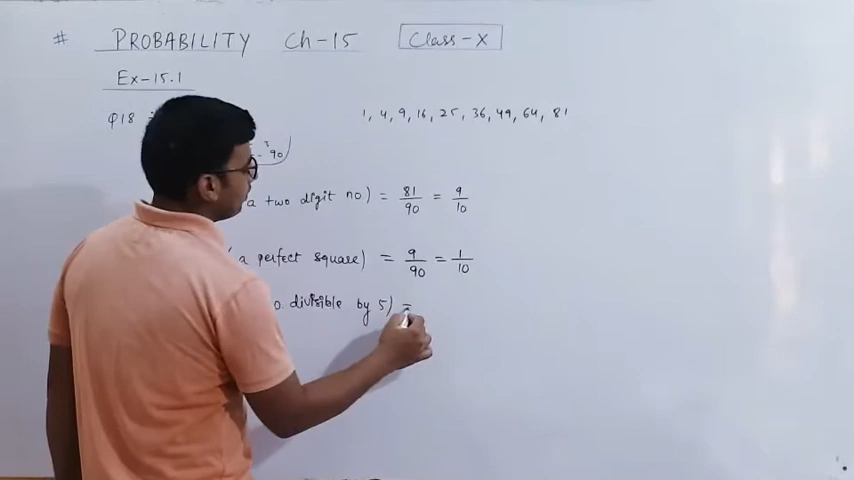 # PROBABILITY Ch-15 Class-X
Ex-15.1
Q18 1, 4, 9, 16, 25, 36, 49, 64, 81
90
a two digit no) = 81/90 = 9/10
a perfect square) = 9/90 = 1/10
o. divisible by 5) =